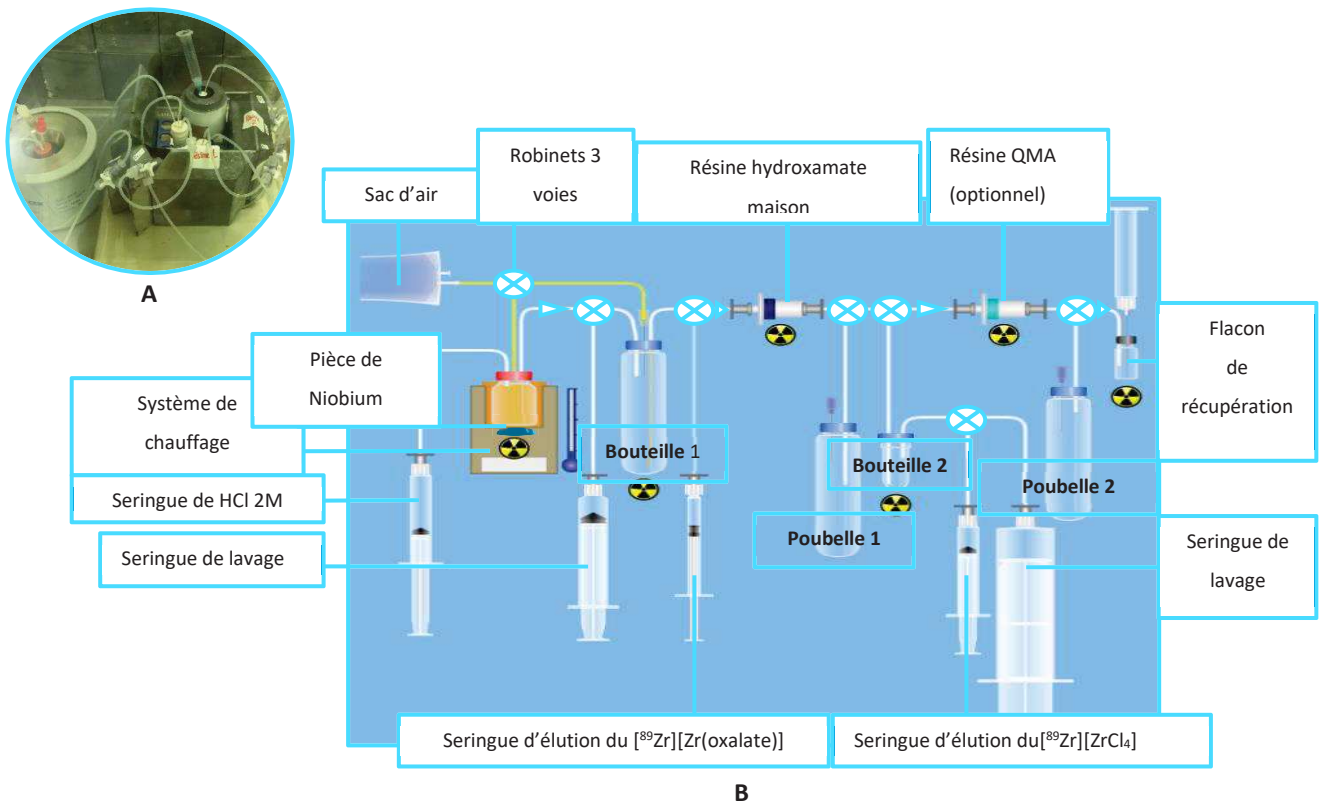 A
Sac d’air
Robinets 3
voies
Résine hydroxamate
maison
Résine QMA
(optionnel)
Pièce de
Niobium
Système de
chauffage
Seringue de HCl 2M
Seringue de lavage
Bouteille 1
Poubelle 1
Bouteille 2
Poubelle 2
Flacon
de
récupération
Seringue de
lavage
Seringue d’élution du [⁸⁹Zr][Zr(oxalate)]
Seringue d’élution du[⁸⁹Zr][ZrCl₄]
B